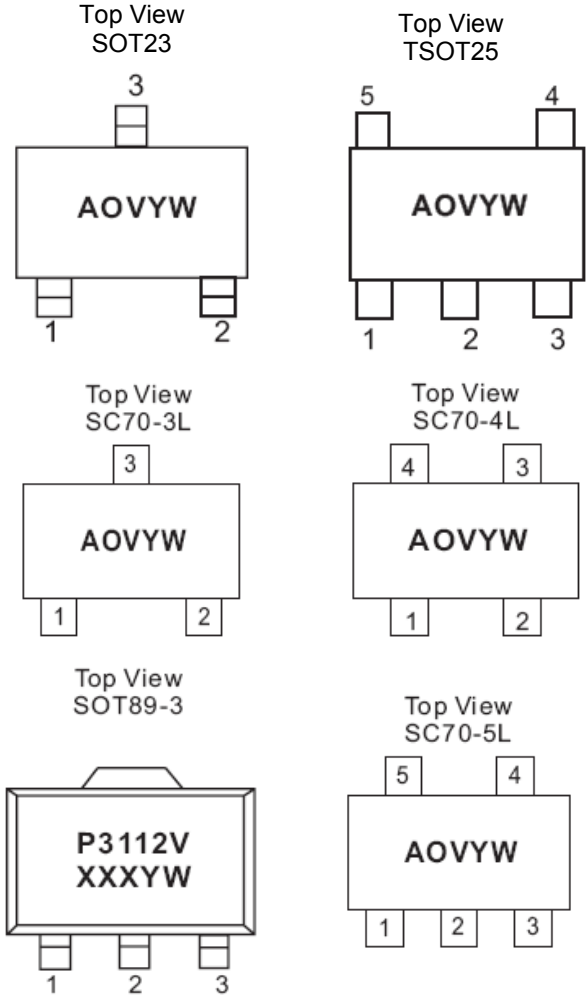 Top View
SOT23
3
AOVYW
1 2
Top View
TSOT25
5 4
AOVYW
1 2 3
Top View
SC70-3L
3
AOVYW
1 2
Top View
SC70-4L
4 3
AOVYW
1 2
Top View
SOT89-3
P3112V
XXXYW
1 2 3
Top View
SC70-5L
5 4
AOVYW
1 2 3